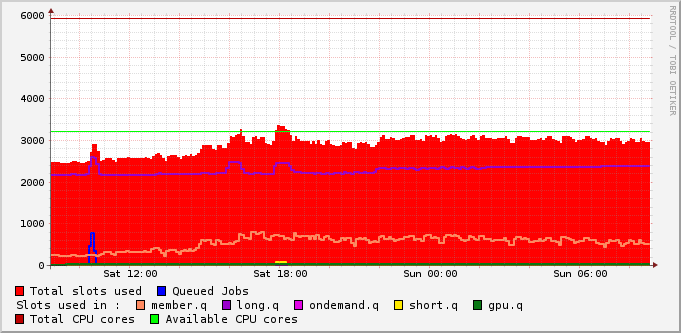 RRDTOOL / TOBI OETIKER
6000
5000
4000
3000
2000
1000
0
Sat 12:00 Sat 18:00 Sun 00:00 Sun 06:00
Total slots used Queued Jobs
Slots used in : member.q long.q ondemand.q short.q gpu.q
Total CPU cores Available CPU cores